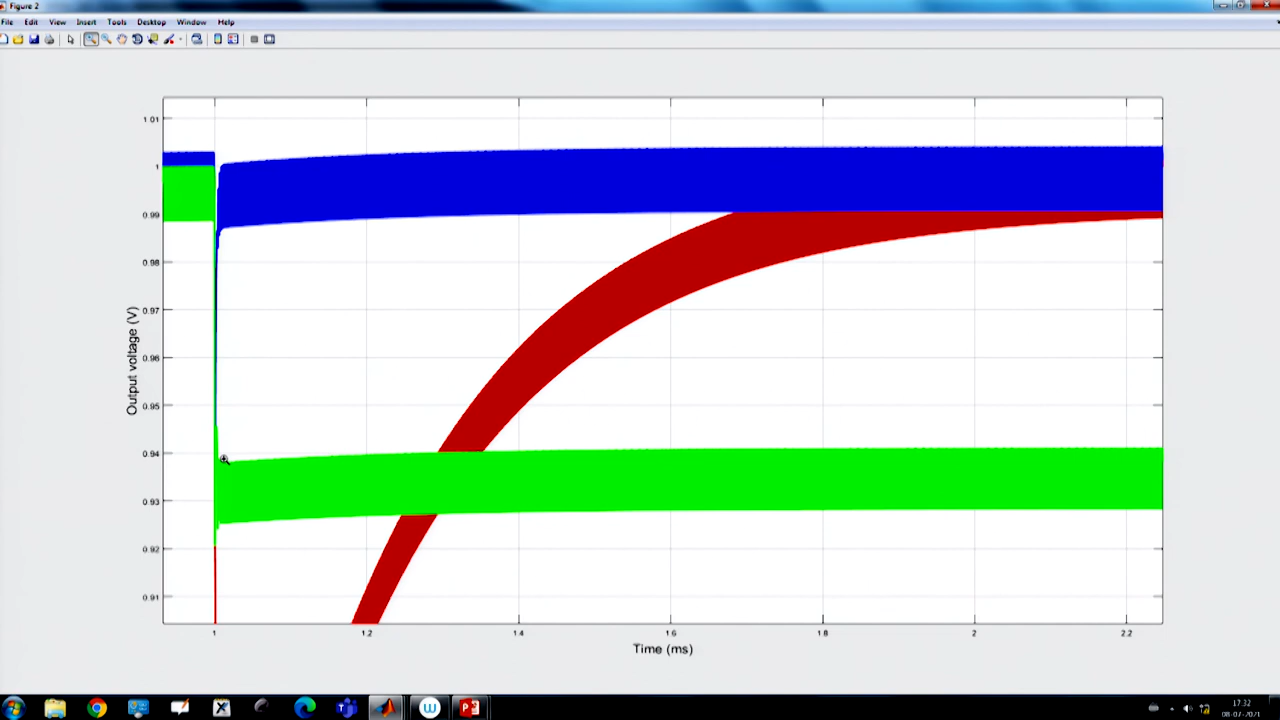 Figure 2
File Edit View Insert Tools Desktop Window Help
1.01
1
0.99
0.98
0.97
0.96
0.95
0.94
0.93
0.92
0.91
Output voltage (V)
1 1.2 1.4 1.6 1.8 2 2.2
Time (ms)
17:32